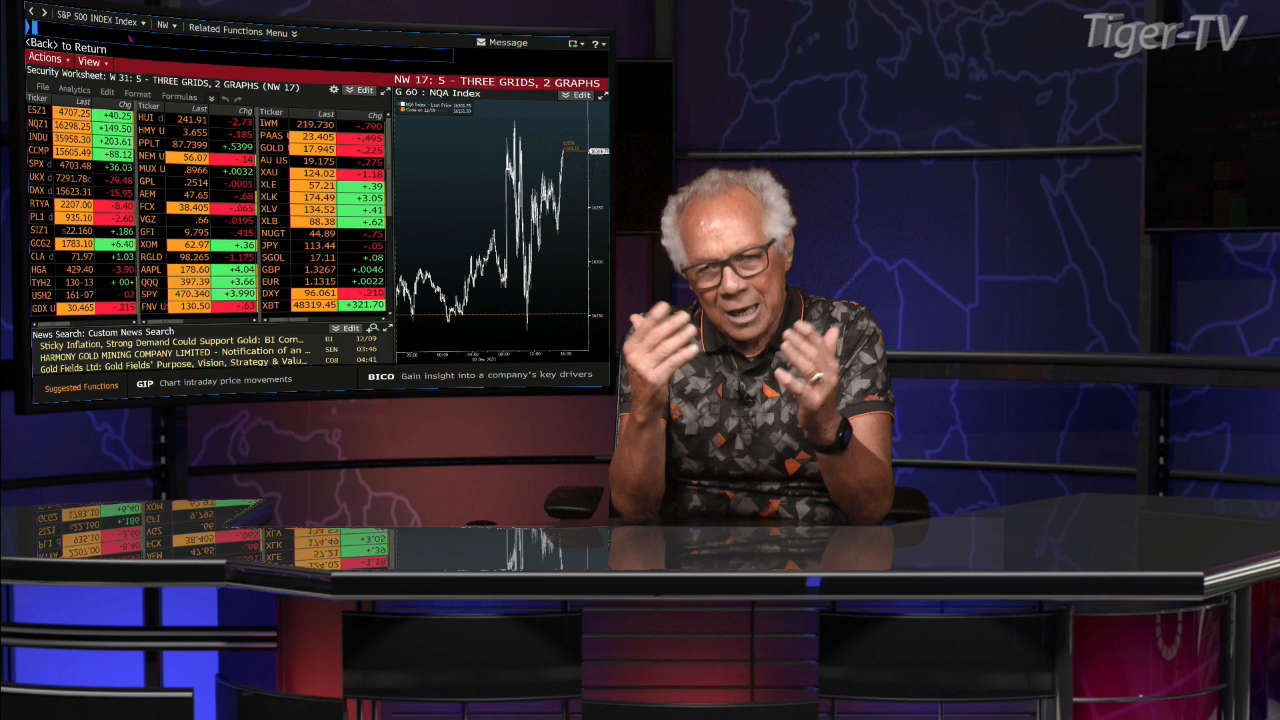 Tiger-TV
S&P 500 INDEX Index NW Related Functions Menu
Message
<Back> to Return
Actions View
Security Worksheet: W 31: 5 - THREE GRIDS, 2 GRAPHS (NW 17) Edit
File Analytics Edit Format Formulas
Ticker Last Chg Ticker Last Chg Ticker Last Chg
ESZ1 4707.25 +40.25 HUI d 241.91 -2.73 IWM 219.730 -.790
NQZ1 16298.25 +149.50 HMY U 3.655 -.185 PAAS U 23.405 -.495
INDU 35958.30 +203.61 PPLT 87.7399 +.5399 GOLD 17.945 -.225
CCMP 15605.49 +88.12 NEM U 56.07 -.14 AU US 19.175 -.275
SPX d 4703.48 +36.03 MUX U .8966 +.0032 XAU 124.02 -1.18
UKX d 7291.78c -29.48 GPL .2514 -.0001 XLE 57.21 +.39
DAX d 15623.31 -15.95 AEM 47.65 -.68 XLK 174.49 +3.05
RTYA 2207.00 -8.40 FCX 38.405 -.065 XLV 134.52 +.41
PL1 d 935.10 -2.60 VGZ .66 -.0195 XLB 88.38 +.62
SIZ1 s22.160 +.186 GFI 9.795 -.415 NUGT 44.89 -.75
GCG2 1783.10 +6.40 XOM 62.97 +.36 JPY 113.44 -.05
CLA d 71.97 +1.03 RGLD 98.265 -1.175 SGOL 17.11 +.08
HGA 429.40 -3.90 AAPL 178.60 +4.04 GBP 1.3267 +.0046
TYH2 130-13 + 00+ QQQ 397.39 +3.66 EUR 1.1315 +.0022
USH2 161-07 - 02 SPY 470.340 +3.990 DXY 96.061 -.210
GDX U 30.465 -.215 FNV U 130.50 XBT 48319.45 +321.70
NW 17: 5 - THREE GRIDS, 2 GRAPHS
G 60 : NQA Index
Edit
News Search: Custom News Search Edit
Sticky Inflation, Strong Demand Could Support Gold: BI Com... BI 12/09
HARMONY GOLD MINING COMPANY LIMITED - Notification of an ... SEN 03:46
Gold Fields Ltd: Gold Fields' Purpose, Vision, Strategy & Valu... CO8 04:41
Suggested Functions GIP Chart intraday price movements BICO Gain insight into a company's key drivers